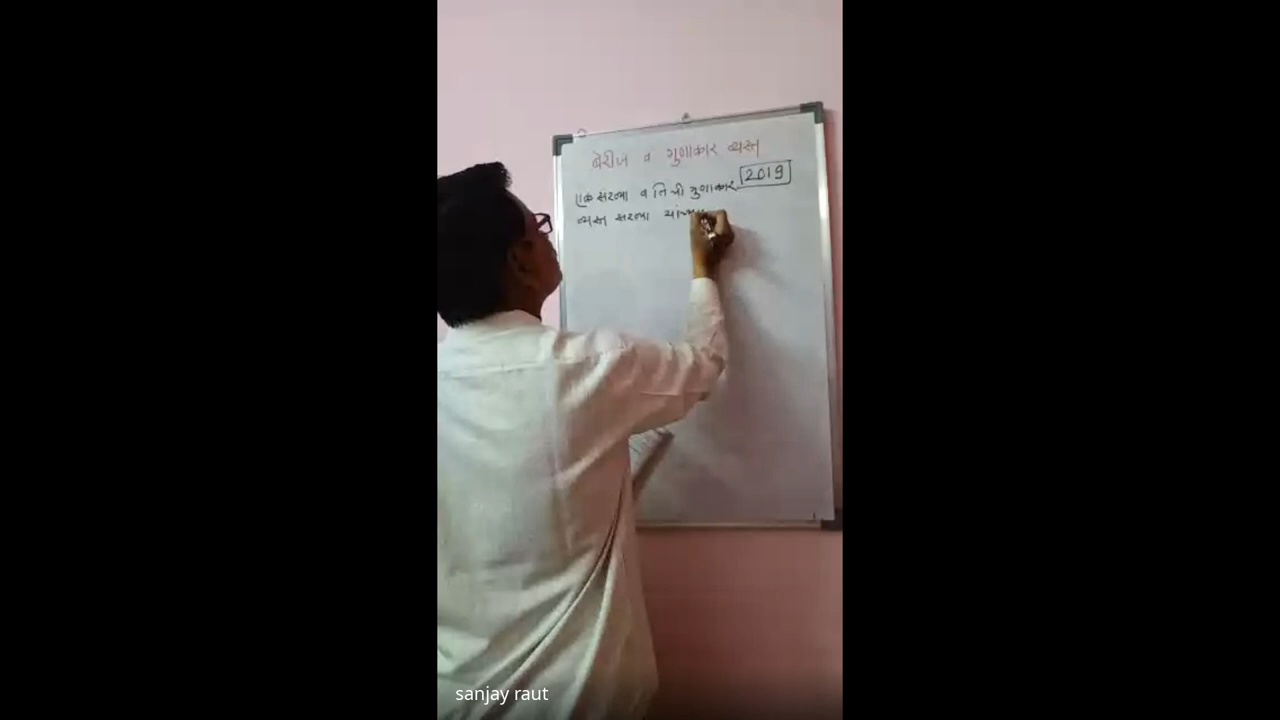 बेरीज व गुणाकार व्यस्त
2019
एक संख्या व तिची गुणाकार
व्यस्त संख्या
sanjay raut